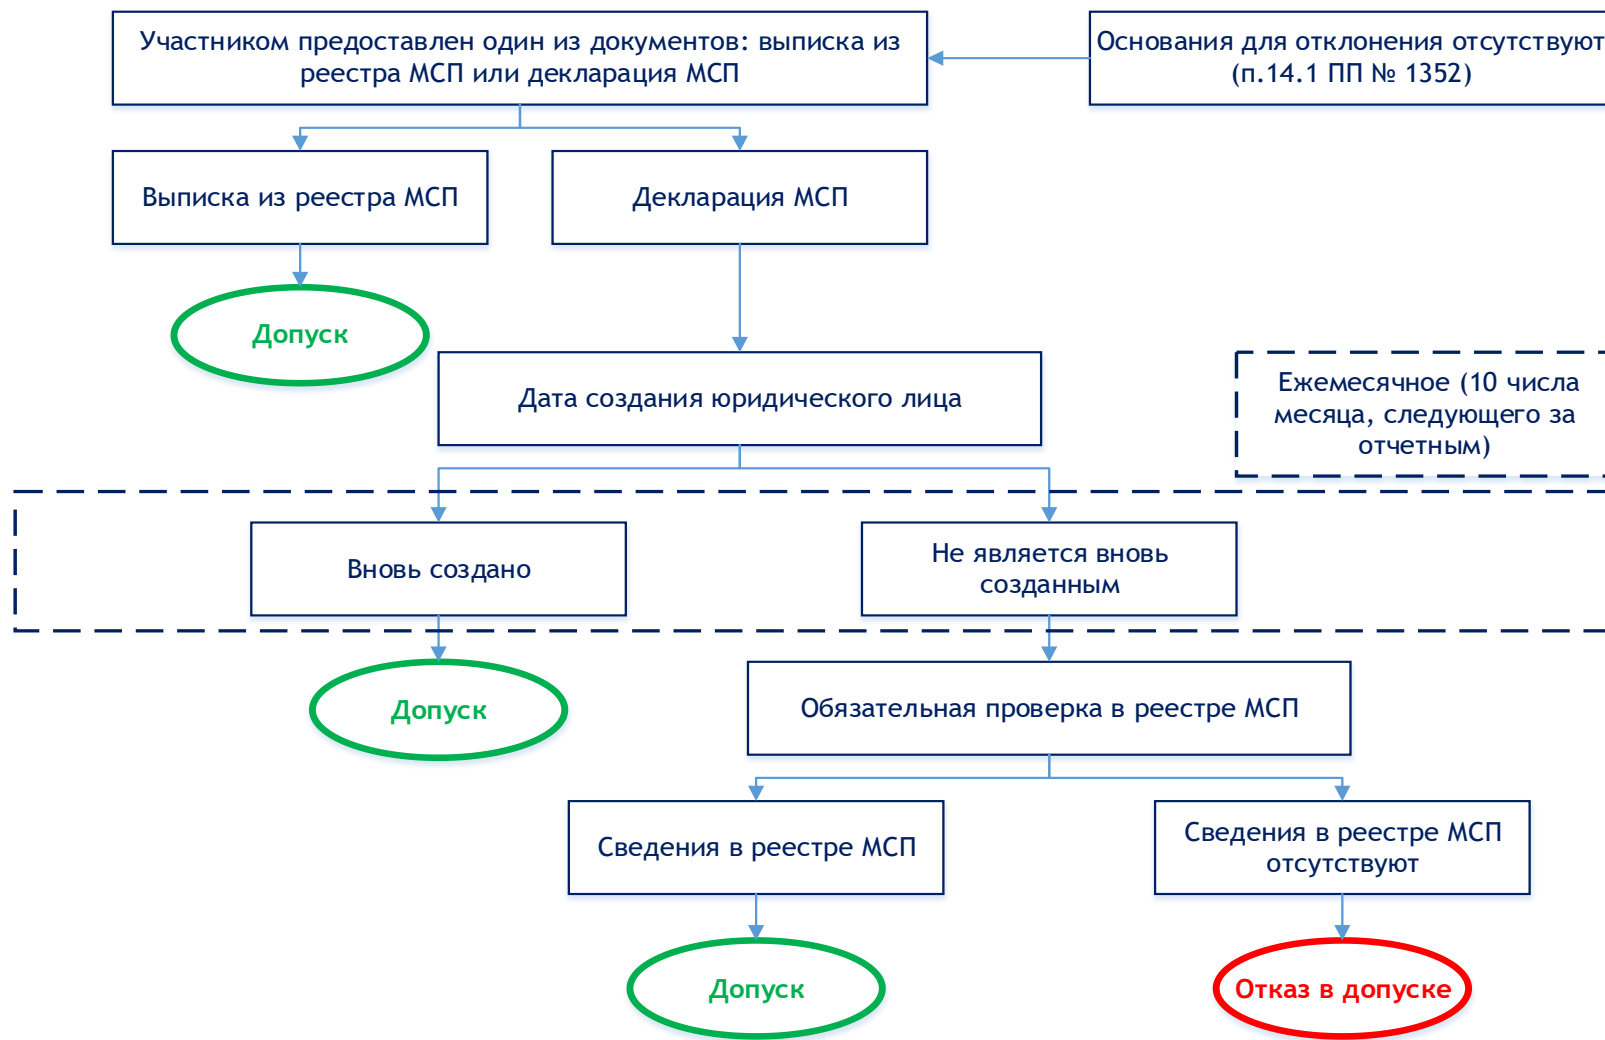 Участником предоставлен один из документов: выписка из
реестра МСП или декларация МСП
Основания для отклонения отсутствуют
(п.14.1 ПП № 1352)
Выписка из реестра МСП
Декларация МСП
Допуск
Дата создания юридического лица
Ежемесячное (10 числа
месяца, следующего за
отчетным)
Вновь создано
Не является вновь
созданным
Допуск
Обязательная проверка в реестре МСП
Сведения в реестре МСП
Сведения в реестре МСП
отсутствуют
Допуск
Отказ в допуске